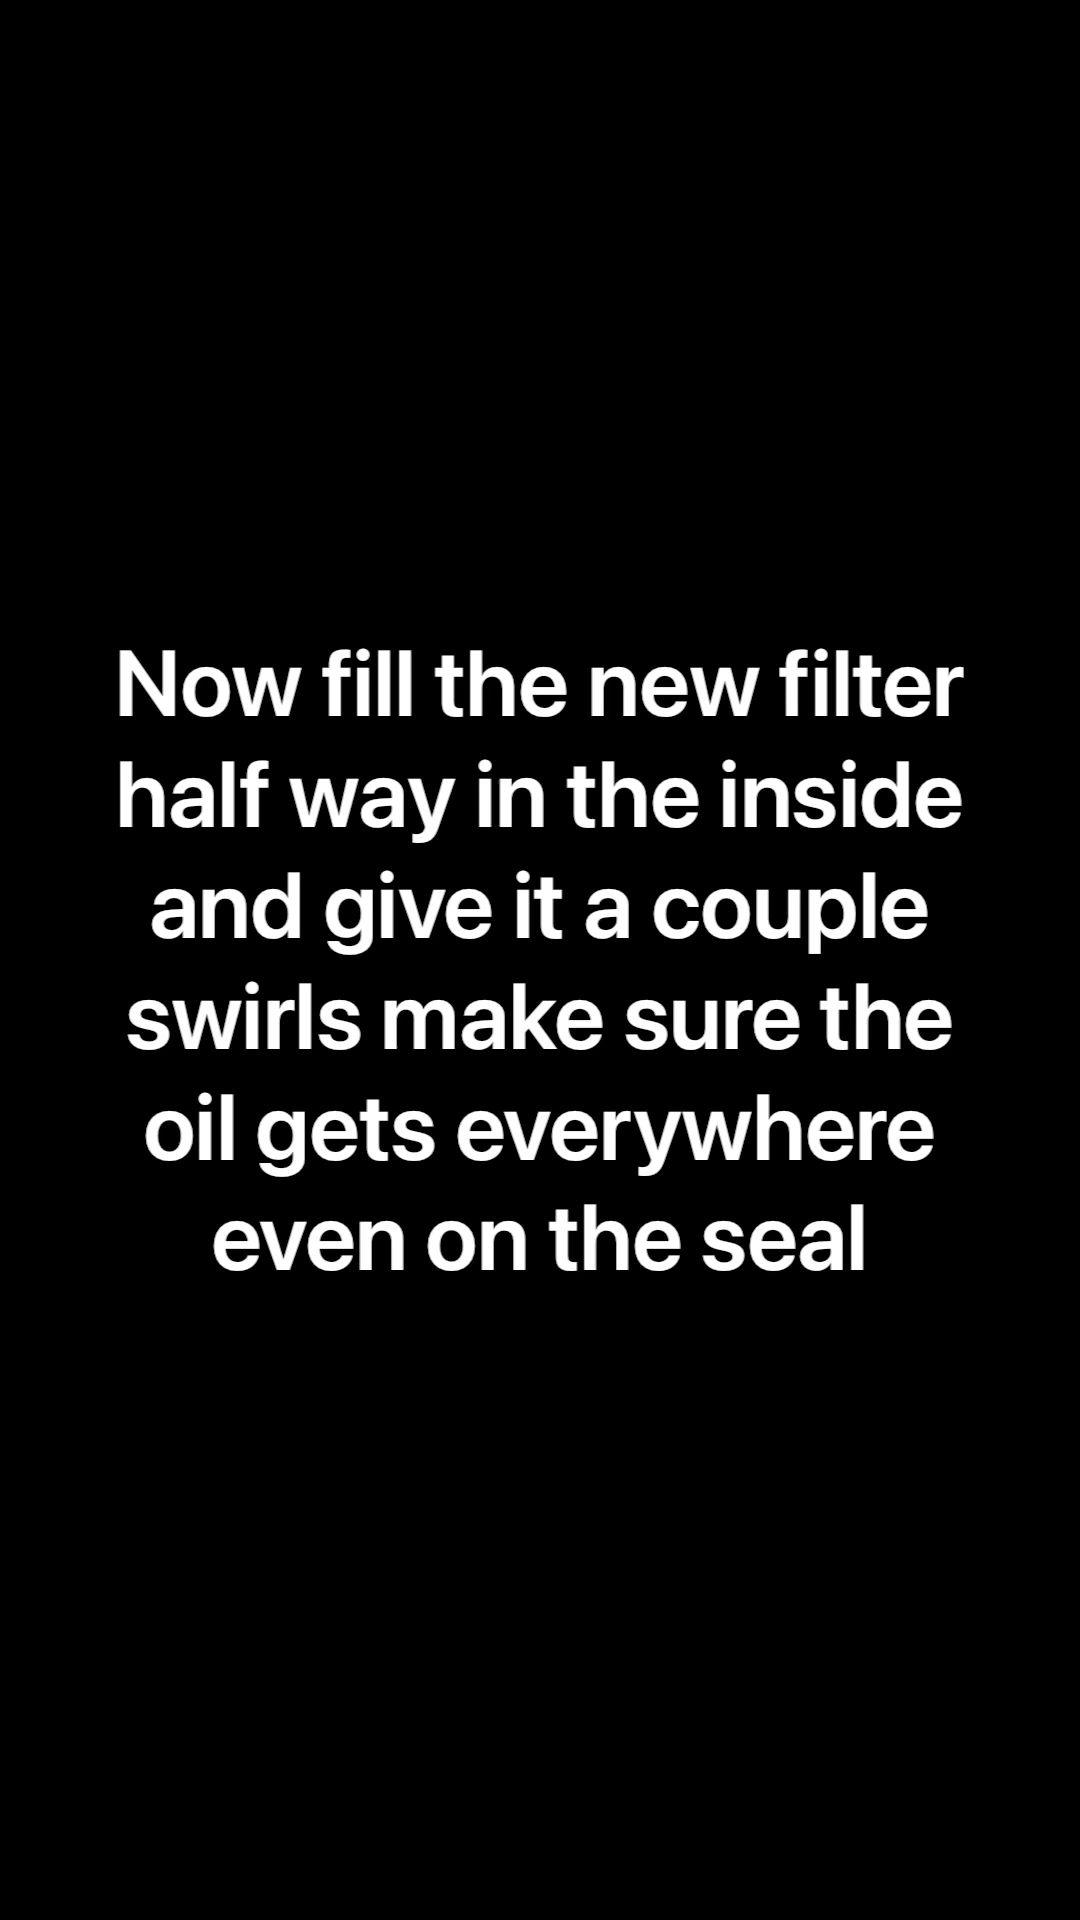 Now fill the new filter
half way in the inside
and give it a couple
swirls make sure the
oil gets everywhere
even on the seal